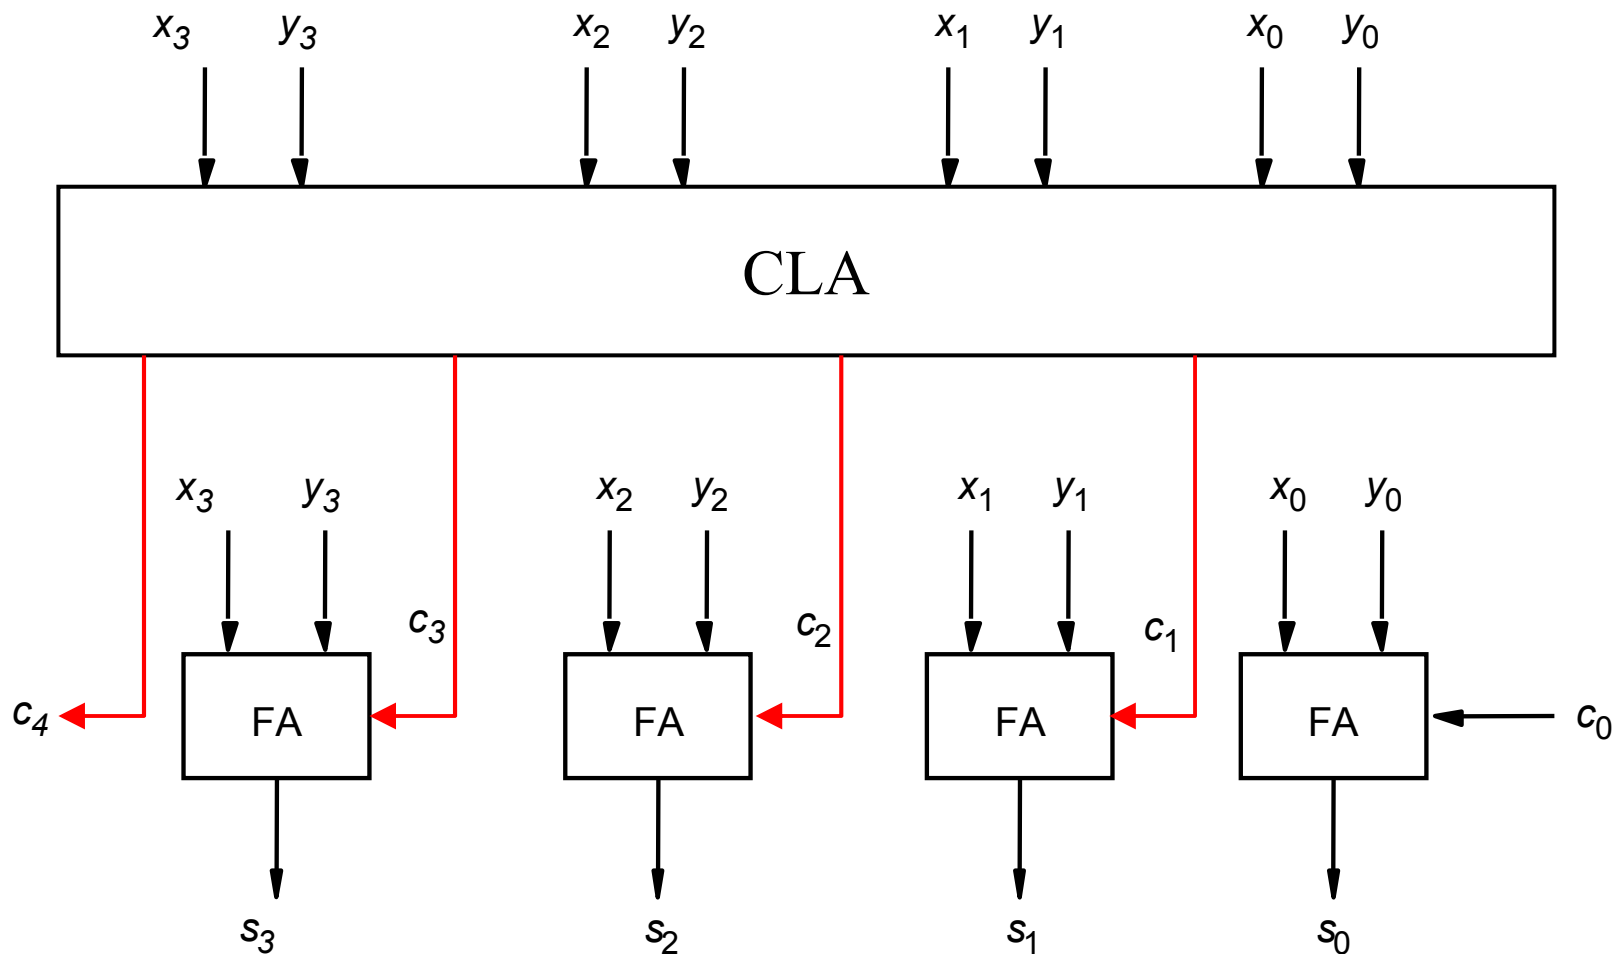 x3 y3 x2 y2 x1 y1 x0 y0
CLA
x3 y3 x2 y2 x1 y1 x0 y0
c3 c2 c1
c4 FA FA FA FA c0
s3 s2 s1 s0